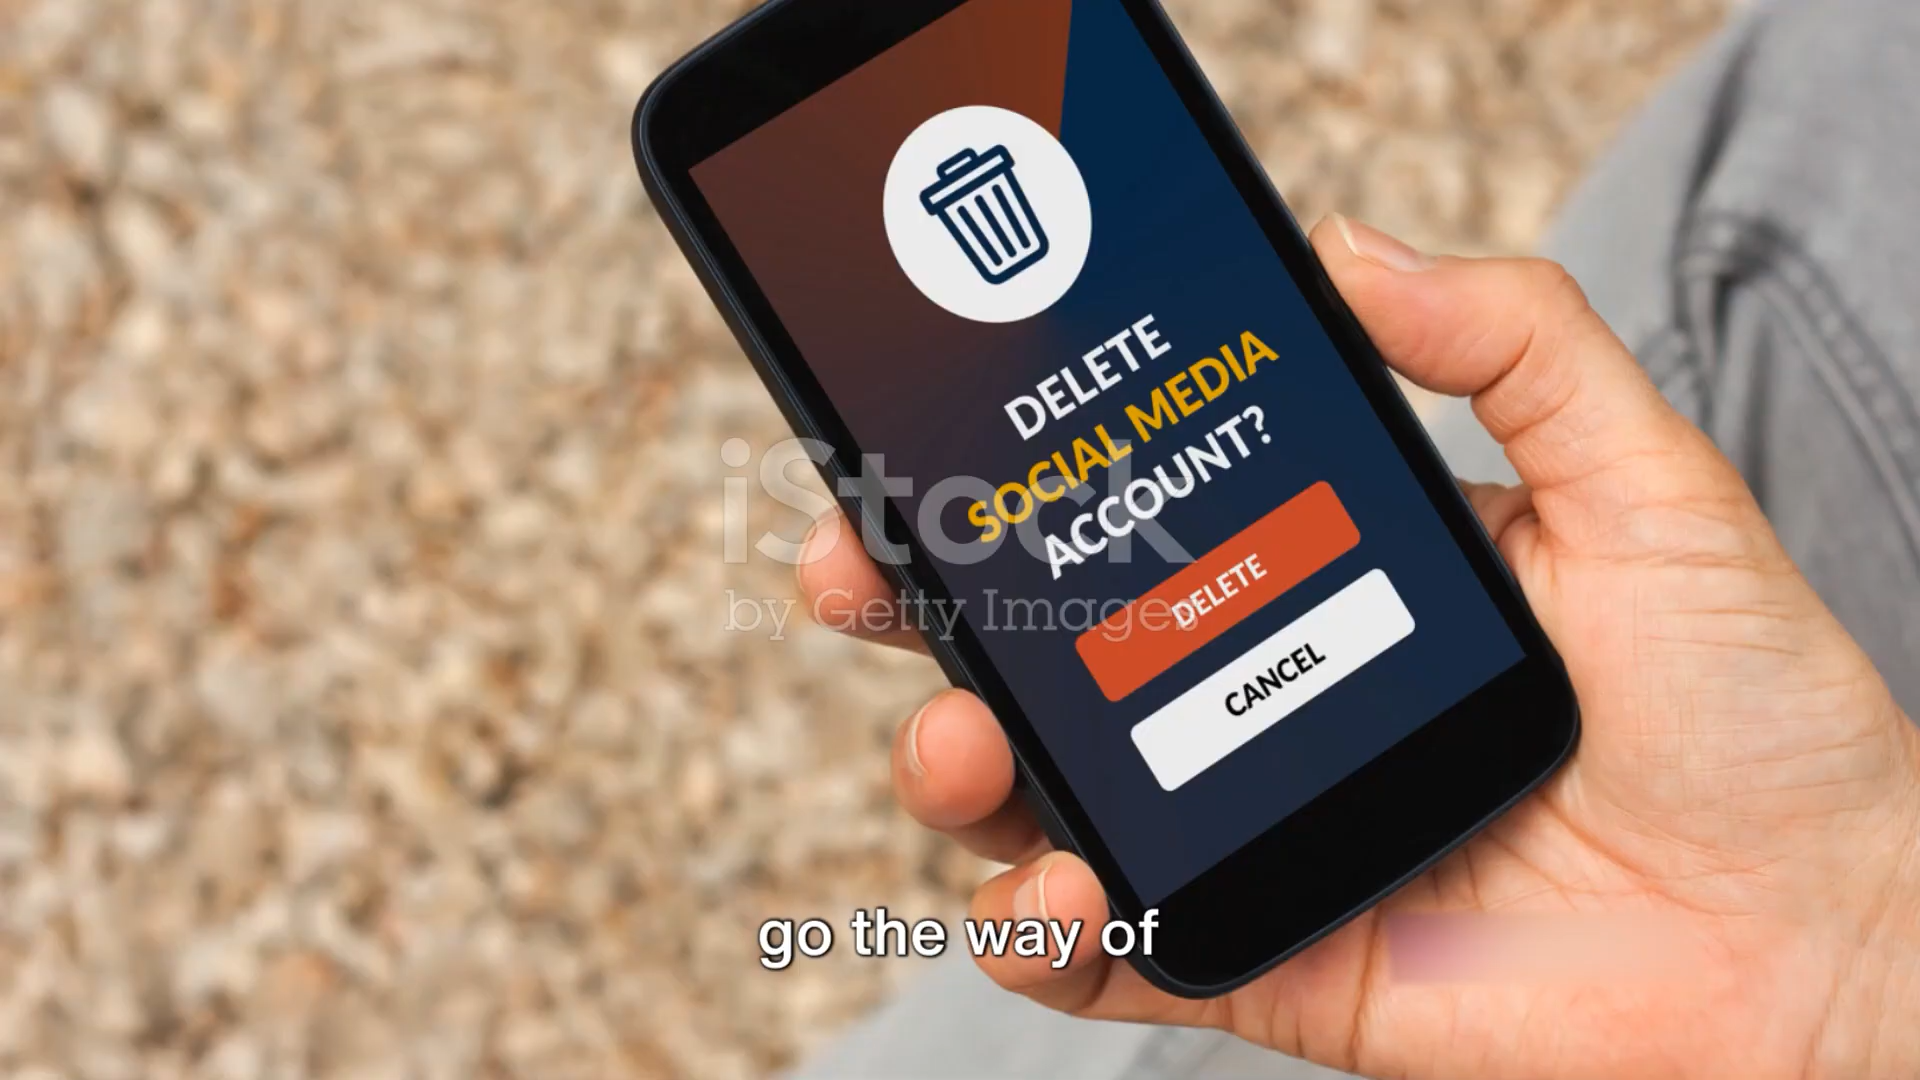 DELETE
SOCIAL MEDIA
ACCOUNT?
iStock
by Getty Images
DELETE
CANCEL
go the way of